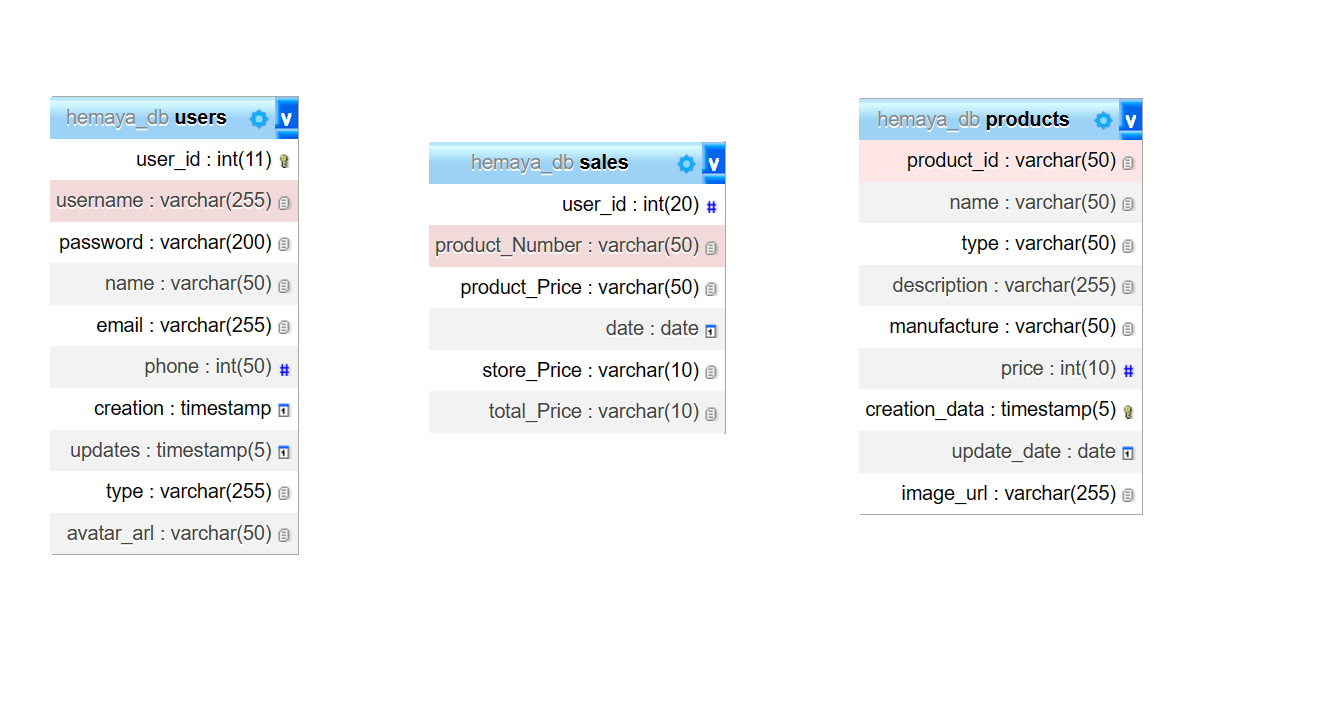 hemaya_db users
user_id : int(11)
username : varchar(255)
password : varchar(200)
name : varchar(50)
email : varchar(255)
phone : int(50)
creation : timestamp
updates : timestamp(5)
type : varchar(255)
avatar_arl : varchar(50)
hemaya_db sales
user_id : int(20)
product_Number : varchar(50)
product_Price : varchar(50)
date : date
store_Price : varchar(10)
total_Price : varchar(10)
hemaya_db products
product_id : varchar(50)
name : varchar(50)
type : varchar(50)
description : varchar(255)
manufacture : varchar(50)
price : int(10)
creation_data : timestamp(5)
update_date : date
image_url : varchar(255)